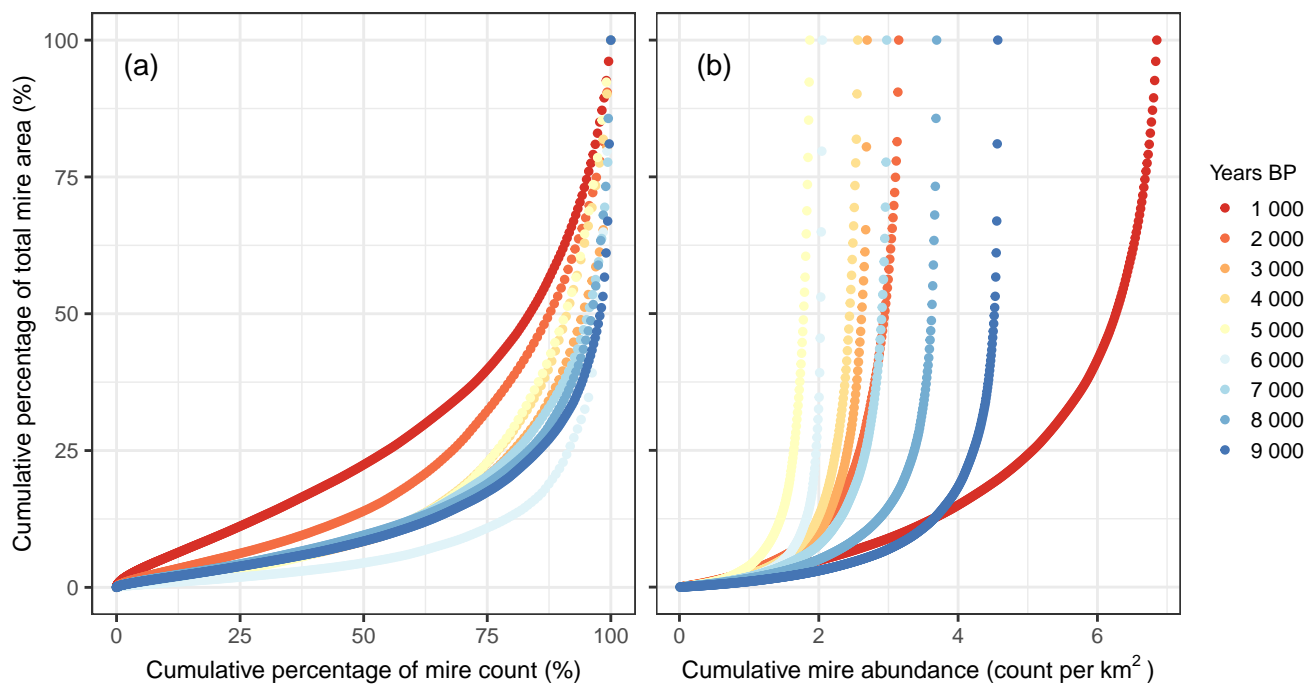 (a)
(b)
Cumulative percentage of total mire area (%)
100
75
50
25
0
0 25 50 75 100
0 2 4 6
Cumulative percentage of mire count (%)
Cumulative mire abundance (count per km²)
Years BP
1 000
2 000
3 000
4 000
5 000
6 000
7 000
8 000
9 000